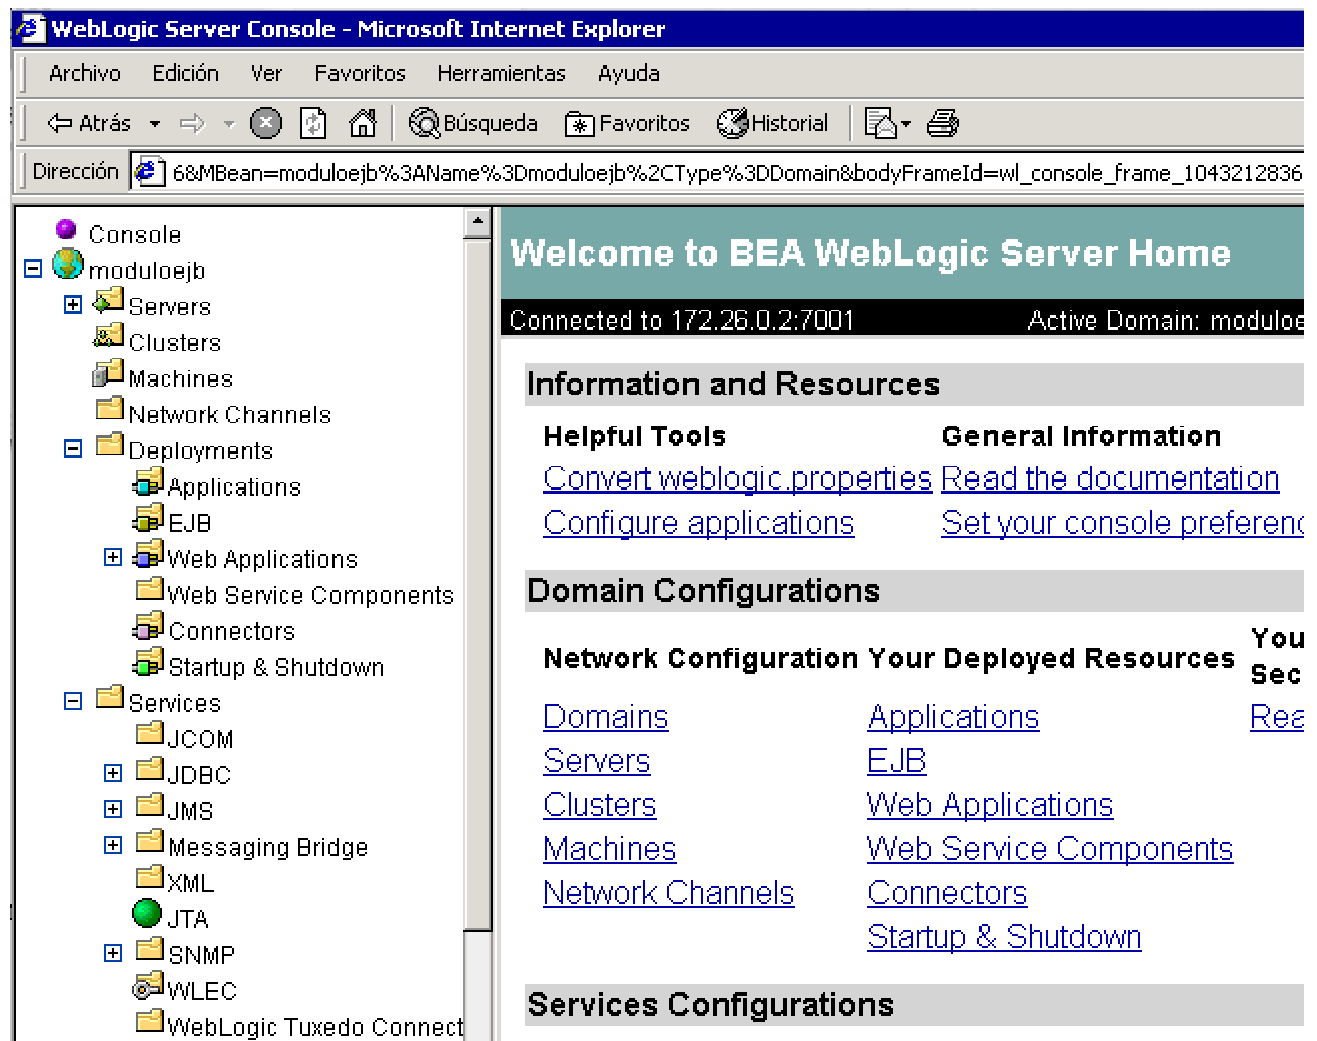 WebLogic Server Console - Microsoft Internet Explorer
Archivo Edición Ver Favoritos Herramientas Ayuda
Atrás Búsqueda Favoritos Historial
Dirección 6&MBean=moduloejb%3AName%3Dmoduloejb%2CType%3DDomain&bodyFrameId=wl_console_frame_1043212836
Console
moduloejb
Servers
Clusters
Machines
Network Channels
Deployments
Applications
EJB
Web Applications
Web Service Components
Connectors
Startup & Shutdown
Services
JCOM
JDBC
JMS
Messaging Bridge
XML
JTA
SNMP
WLEC
WebLogic Tuxedo Connect
Welcome to BEA WebLogic Server Home
Connected to 172.26.0.2:7001 Active Domain: moduloe
Information and Resources
Helpful Tools General Information
Convert weblogic.properties Read the documentation
Configure applications Set your console preferenc
Domain Configurations
Network Configuration Your Deployed Resources You
Sec
Domains Applications Rea
Servers EJB
Clusters Web Applications
Machines Web Service Components
Network Channels Connectors
Startup & Shutdown
Services Configurations